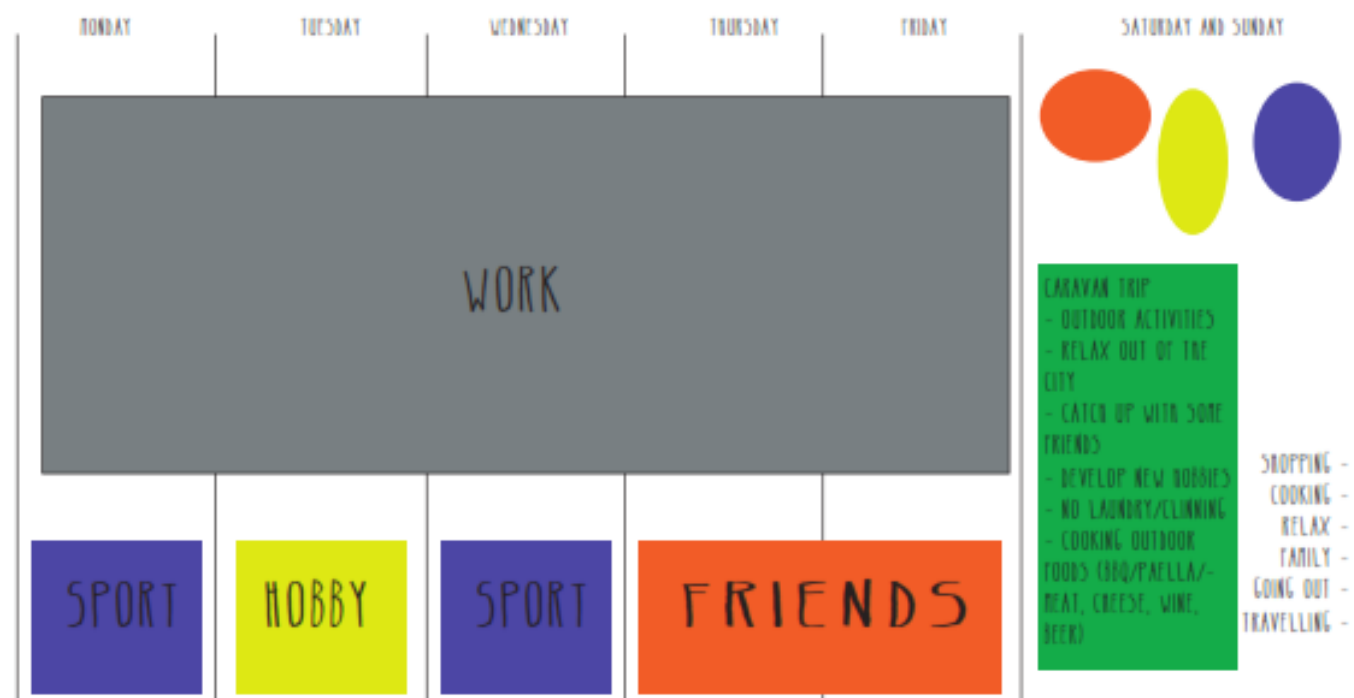 MONDAY
TUESDAY
WEDNESDAY
THURSDAY
FRIDAY
SATURDAY AND SUNDAY
WORK
SPORT
HOBBY
SPORT
FRIENDS
CARAVAN TRIP
- OUTDOOR ACTIVITIES
- RELAX OUT OF THE
CITY
- CATCH UP WITH SOME
FRIENDS
- DEVELOP NEW HOBBIES
- NO LAUNDRY/CLINNING
- COOKING OUTDOOR
FOODS (BBQ/PAELLA/-
MEAT, CHEESE, WINE,
BEER)
SHOPPING -
COOKING -
RELAX -
FAMILY -
GOING OUT -
TRAVELLING -